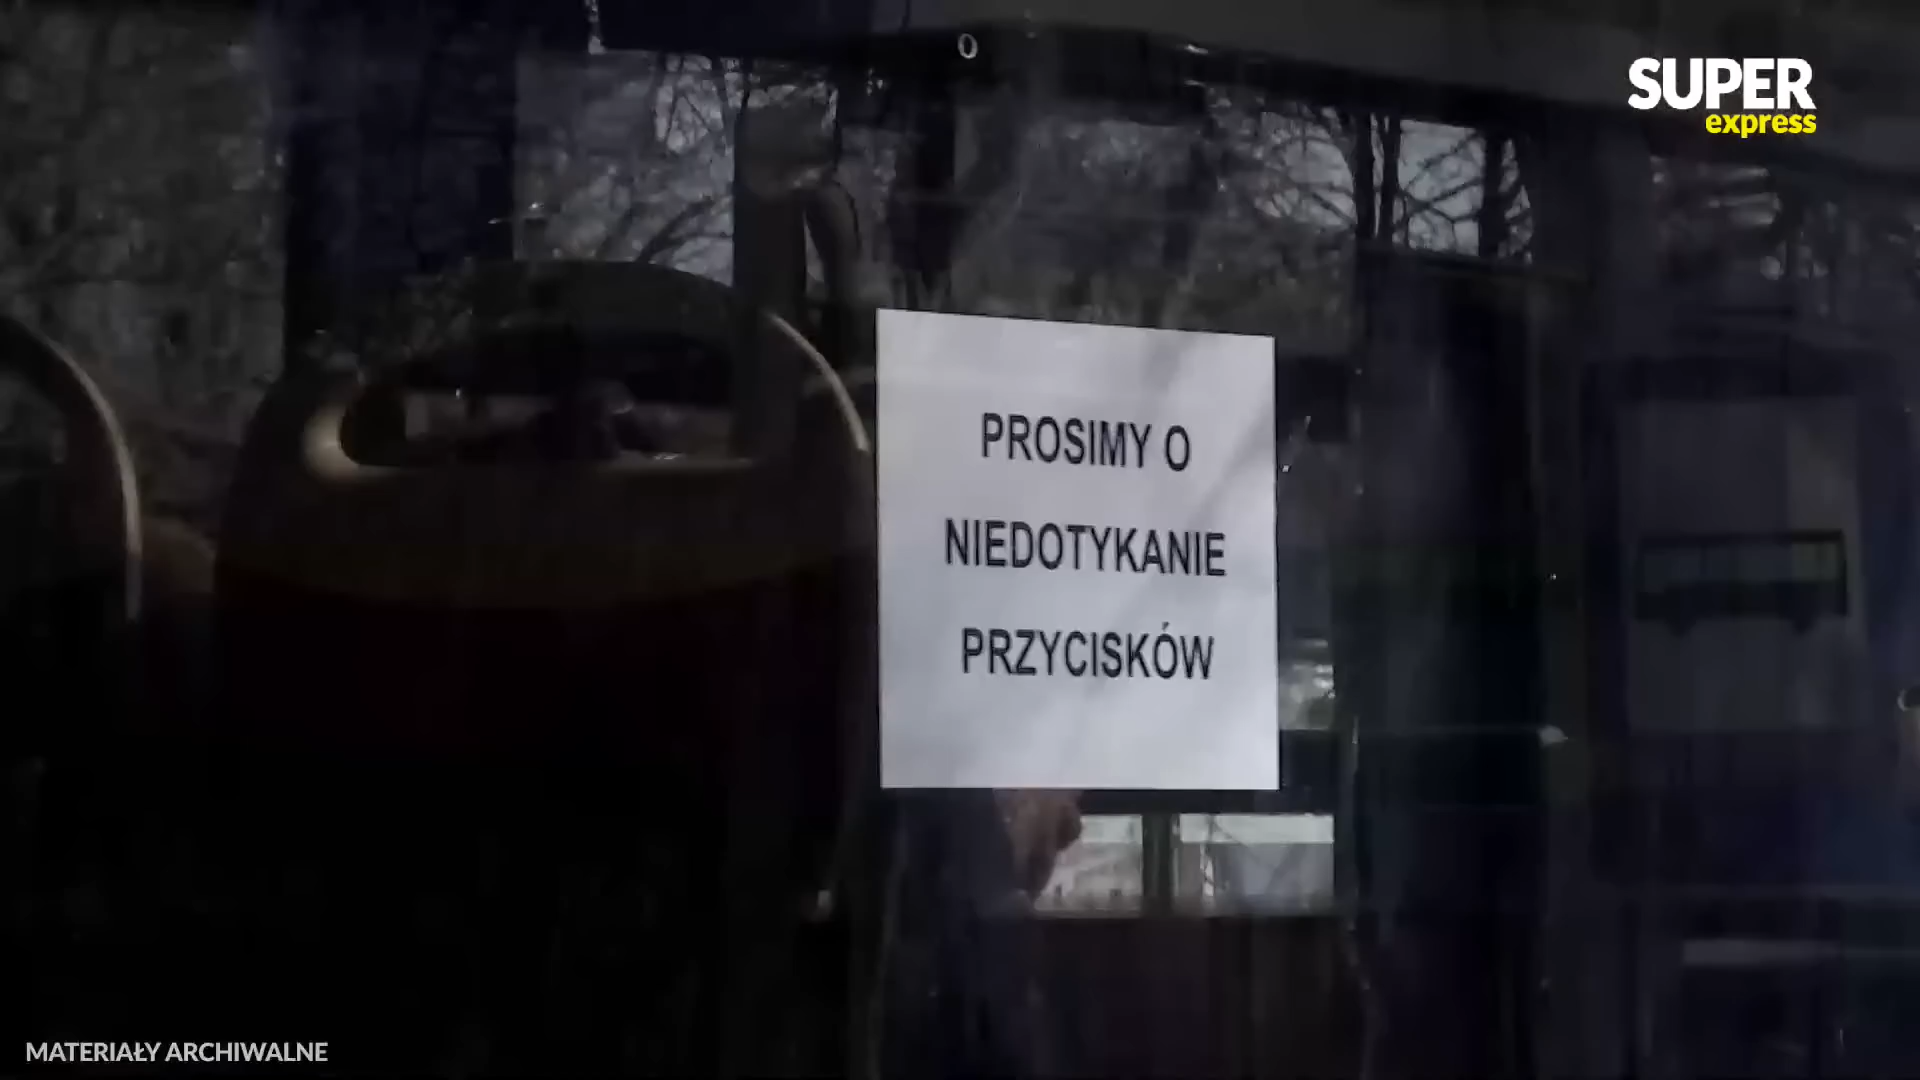 SUPER
express
PROSIMY O
NIEDOTYKANIE
PRZYCISKÓW
MATERIAŁY ARCHIWALNE